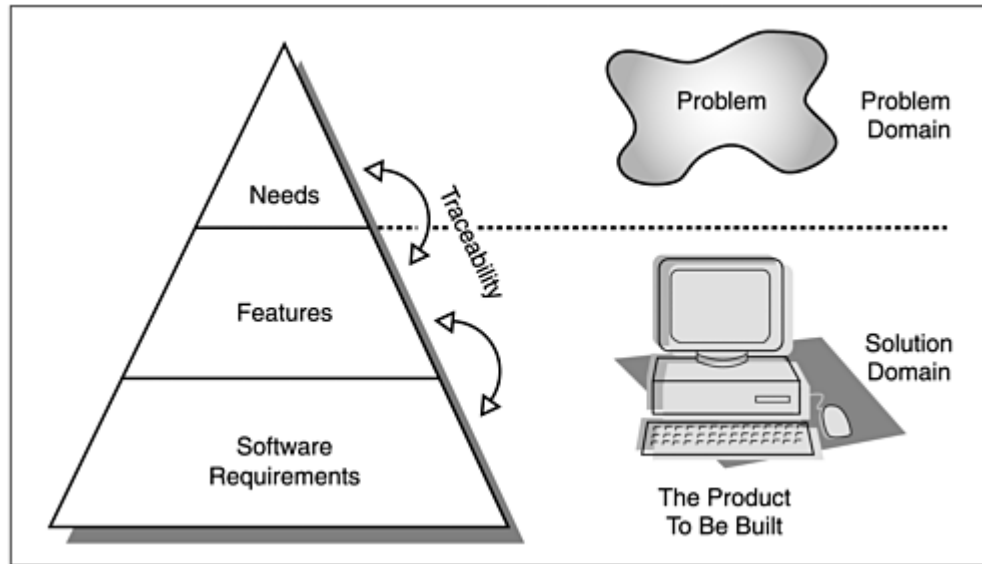 Needs
Features
Software
Requirements
Traceability
Problem
Problem
Domain
Solution
Domain
The Product
To Be Built